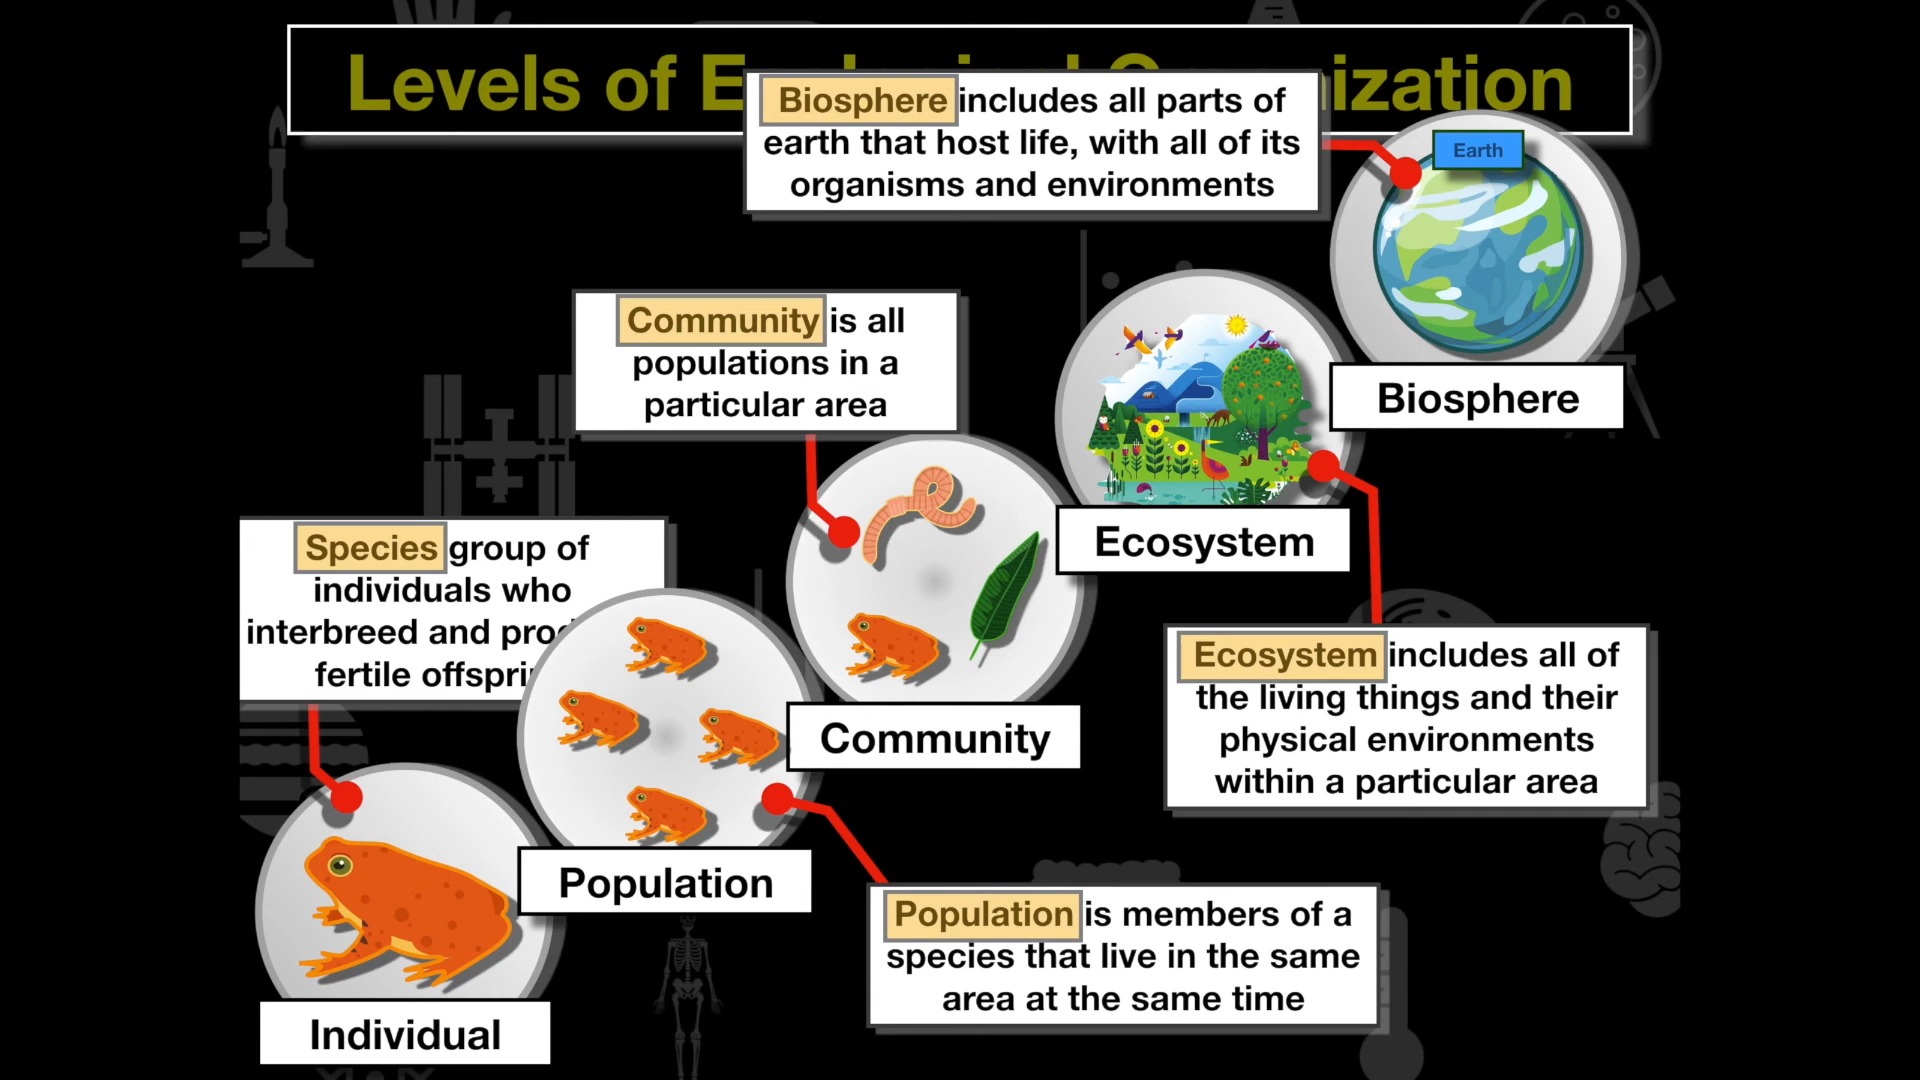 Levels of E ization
Biosphere includes all parts of
earth that host life, with all of its
organisms and environments
Earth
Biosphere
Community is all
populations in a
particular area
Ecosystem
Species group of
individuals who
interbreed and pro
fertile offspri
Community
Ecosystem includes all of
the living things and their
physical environments
within a particular area
Population
Population is members of a
species that live in the same
area at the same time
Individual